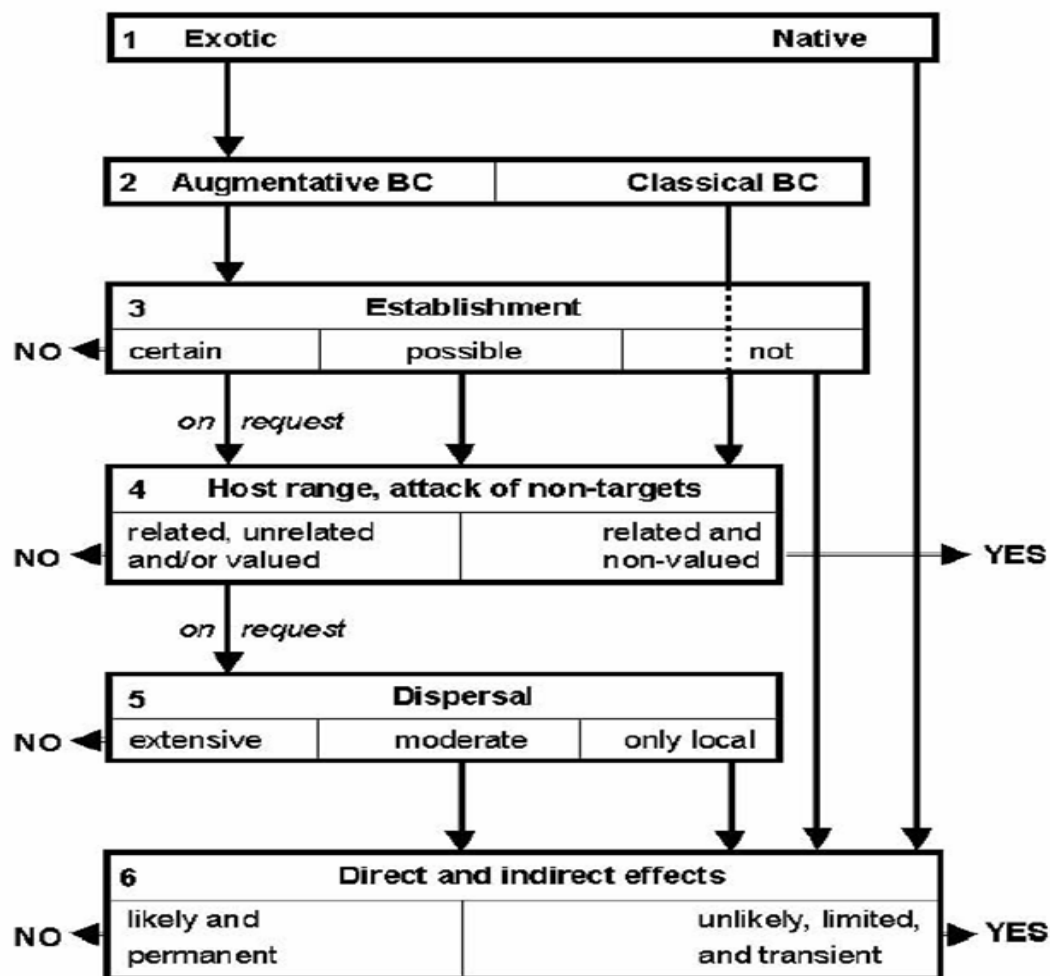 1 Exotic Native
2 Augmentative BC Classical BC
3 Establishment
NO certain possible not
on request
4 Host range, attack of non-targets
related, unrelated related and
NO and/or valued non-valued YES
on request
5 Dispersal
NO extensive moderate only local
6 Direct and indirect effects
likely and unlikely, limited,
NO permanent and transient YES